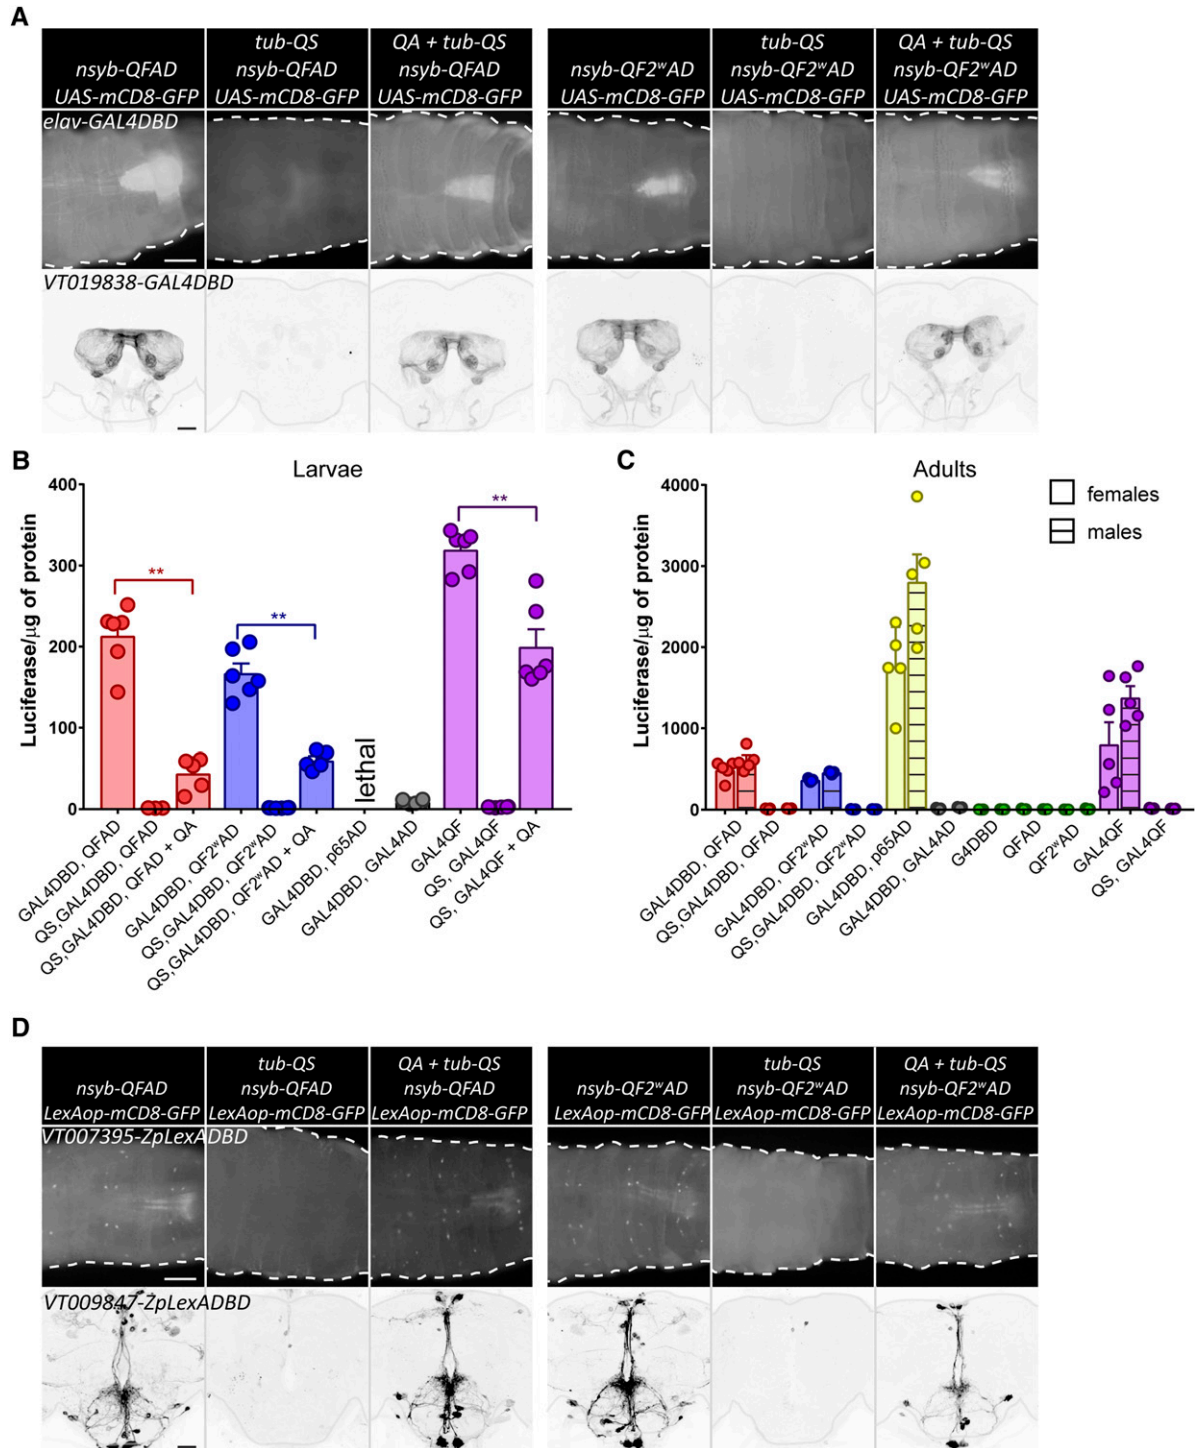 A
nsyb-QFAD
UAS-mCD8-GFP
tub-QS
nsyb-QFAD
UAS-mCD8-GFP
QA + tub-QS
nsyb-QFAD
UAS-mCD8-GFP
nsyb-QF2ʷAD
UAS-mCD8-GFP
tub-QS
nsyb-QF2ʷAD
UAS-mCD8-GFP
QA + tub-QS
nsyb-QF2ʷAD
UAS-mCD8-GFP
elav-GAL4DBD
VT019838-GAL4DBD
B
Larvae
Luciferase/μg of protein
400
300
200
100
0
**
**
**
lethal
GAL4DBD, QFAD
QS,GAL4DBD, QFAD
QS,GAL4DBD, QFAD + QA
GAL4DBD, QF2ʷAD
QS,GAL4DBD, QF2ʷAD
QS,GAL4DBD, QF2ʷAD + QA
GAL4DBD, p65AD
GAL4DBD, GAL4AD
GAL4QF
QS, GAL4QF
QS, GAL4QF + QA
C
Adults
females
males
Luciferase/μg of protein
4000
3000
2000
1000
0
GAL4DBD, QFAD
QS,GAL4DBD, QFAD
GAL4DBD, QF2ʷAD
QS,GAL4DBD, QF2ʷAD
GAL4DBD, p65AD
GAL4DBD, GAL4AD
G4DBD
QFAD
QF2ʷAD
GAL4QF
QS, GAL4QF
D
nsyb-QFAD
LexAop-mCD8-GFP
tub-QS
nsyb-QFAD
LexAop-mCD8-GFP
QA + tub-QS
nsyb-QFAD
LexAop-mCD8-GFP
nsyb-QF2ʷAD
LexAop-mCD8-GFP
tub-QS
nsyb-QF2ʷAD
LexAop-mCD8-GFP
QA + tub-QS
nsyb-QF2ʷAD
LexAop-mCD8-GFP
VT007395-ZpLexADBD
VT009847-ZpLexADBD